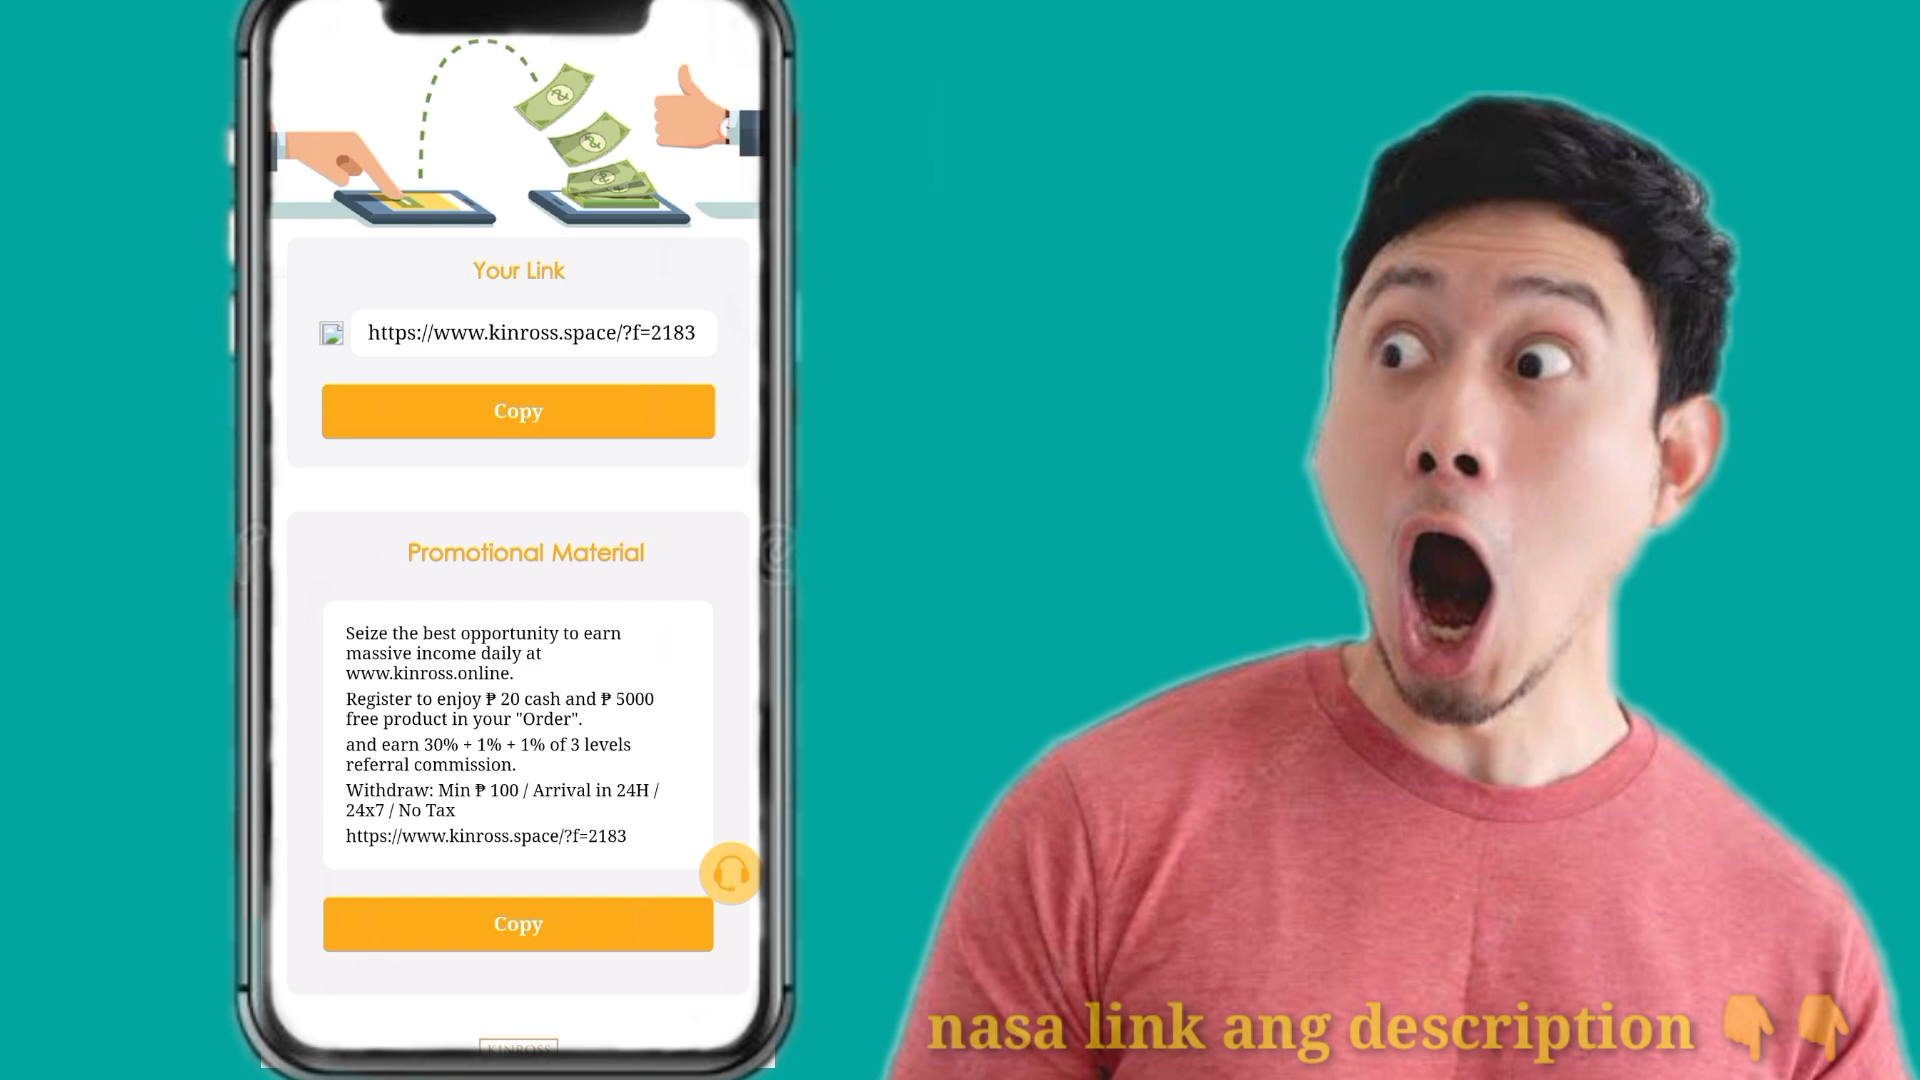 Your Link
https://www.kinross.space/?f=2183
Copy
Promotional Material
Seize the best opportunity to earn
massive income daily at
www.kinross.online.
Register to enjoy ₱ 20 cash and ₱ 5000
free product in your "Order".
and earn 30% + 1% + 1% of 3 levels
referral commission.
Withdraw: Min ₱ 100 / Arrival in 24H /
24x7 / No Tax
https://www.kinross.space/?f=2183
Copy
KINROSS
nasa link ang description 👇👇